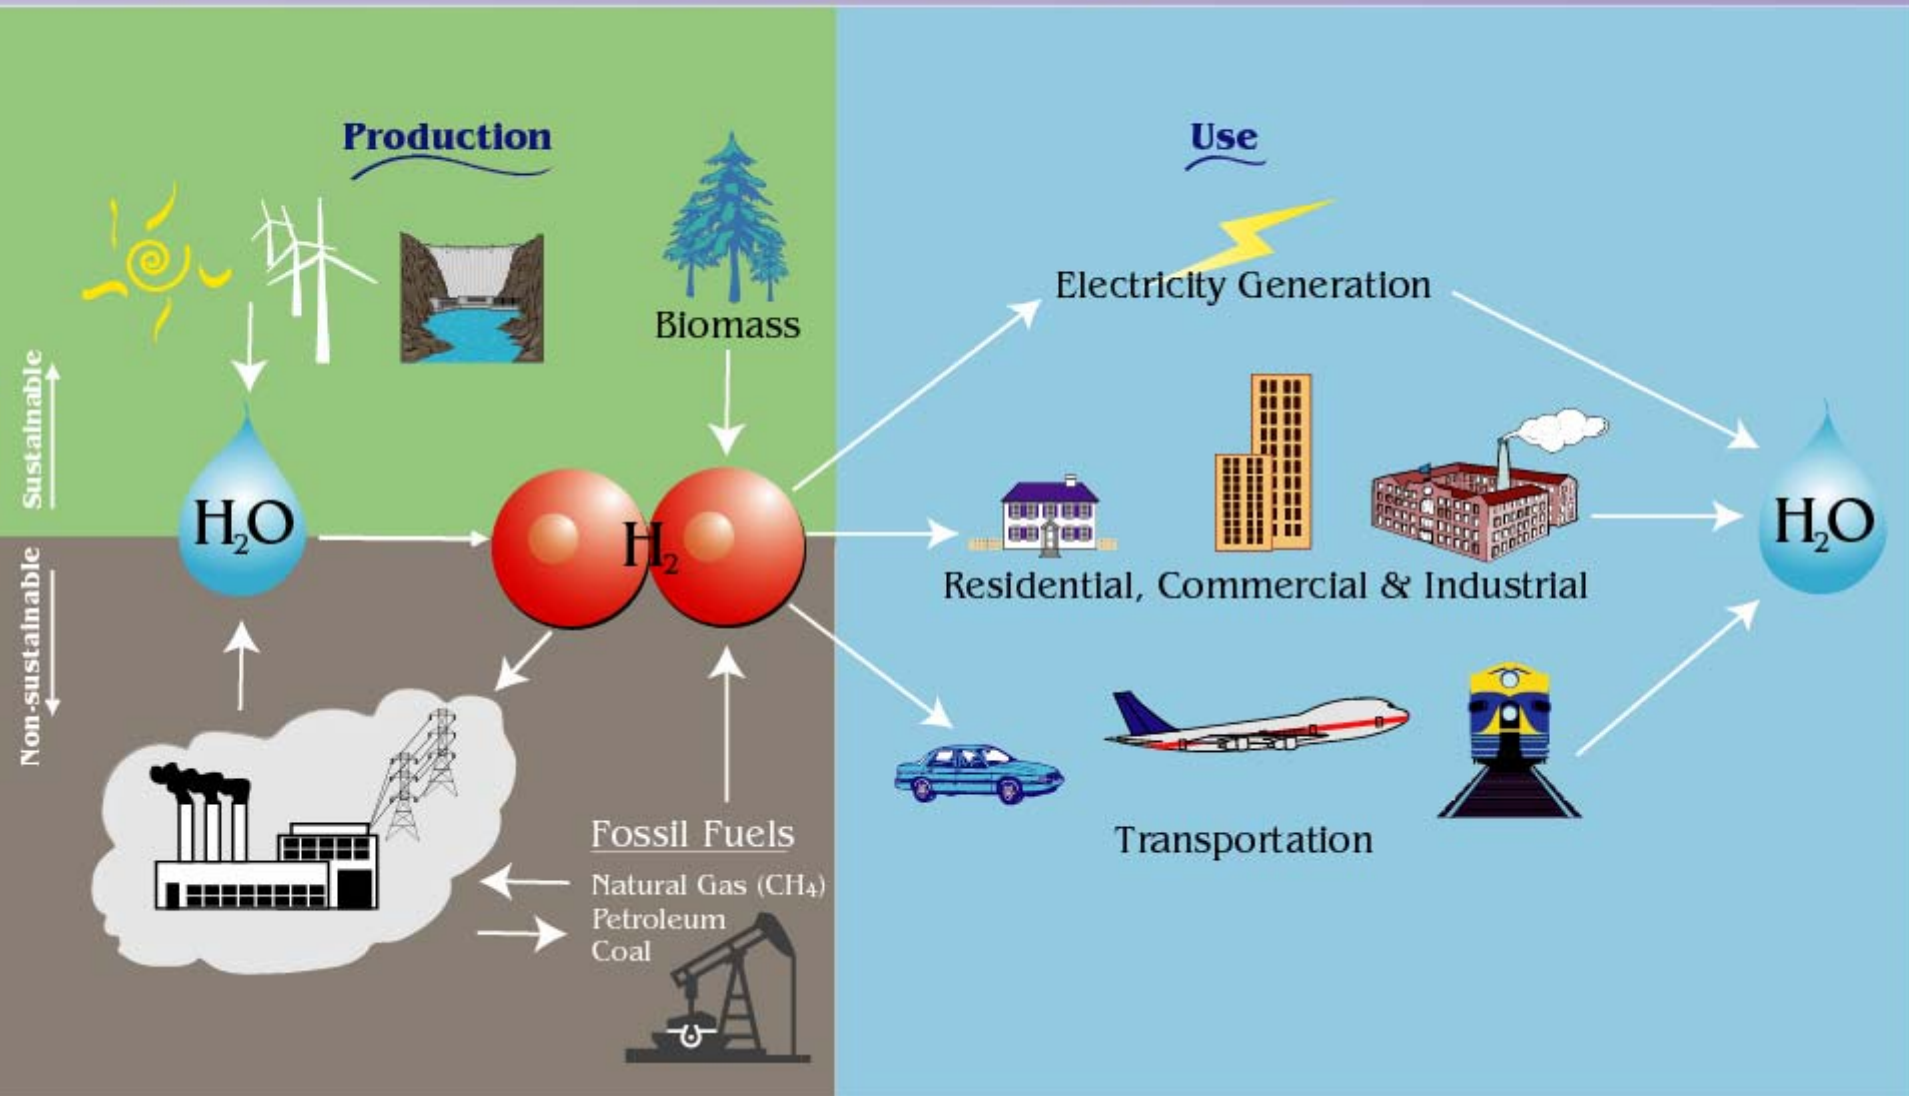 Production
Use
Electricity Generation
Biomass
Sustainable
Non-sustainable
H₂O
H₂
H₂O
Residential, Commercial & Industrial
Transportation
Fossil Fuels
Natural Gas (CH₄)
Petroleum
Coal